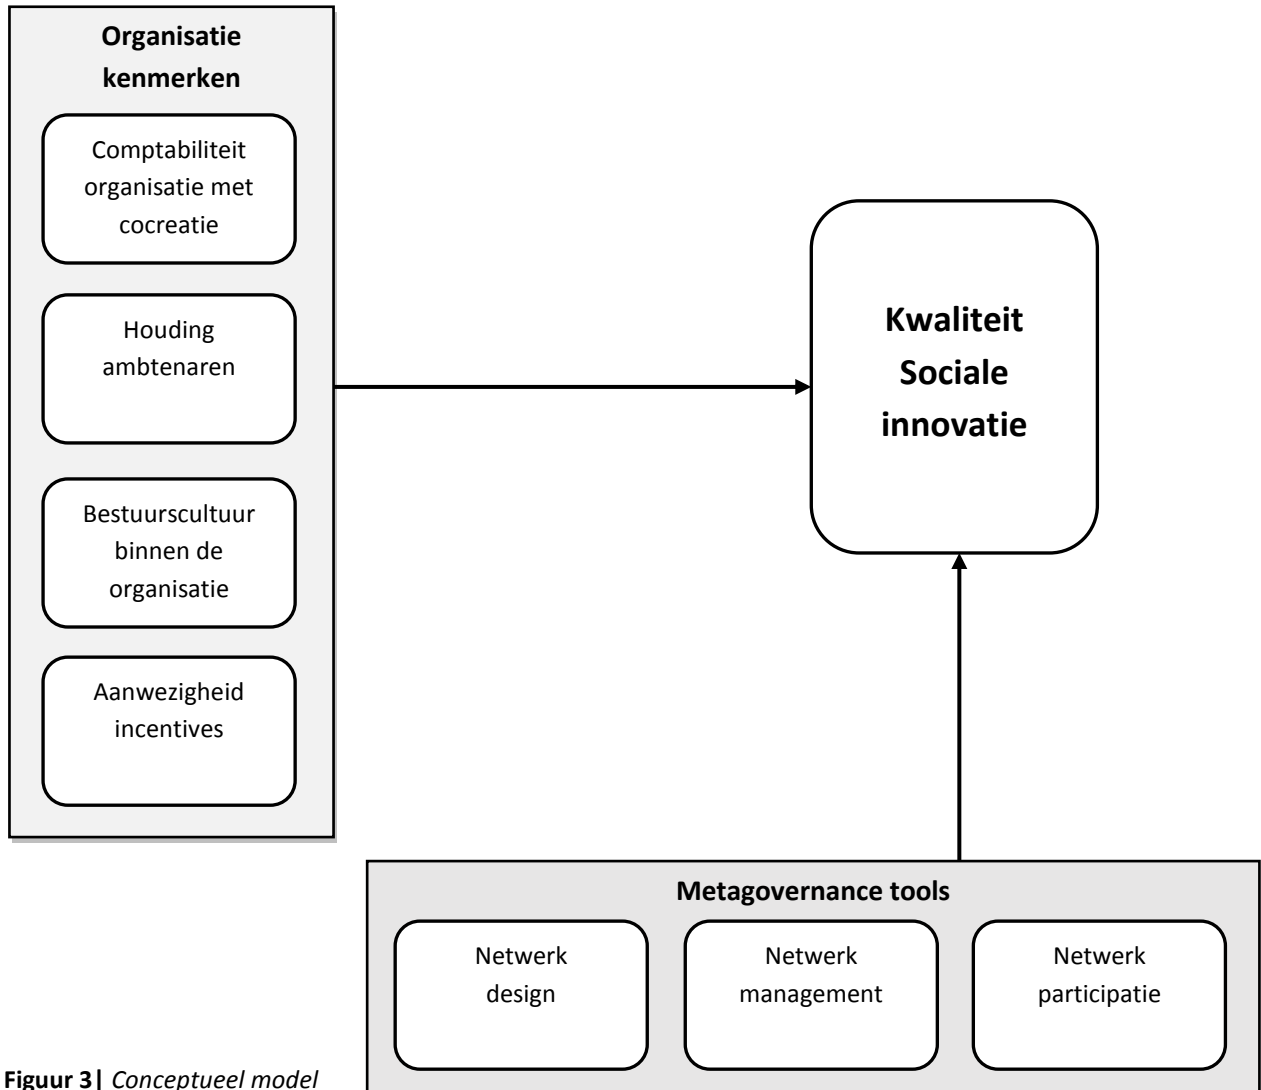 Organisatie
kenmerken
Comptabiliteit
organisatie met
cocreatie
Houding
ambtenaren
Bestuurscultuur
binnen de
organisatie
Aanwezigheid
incentives
Kwaliteit
Sociale
innovatie
Metagovernance tools
Netwerk
design
Netwerk
management
Netwerk
participatie
Figuur 3| Conceptueel model